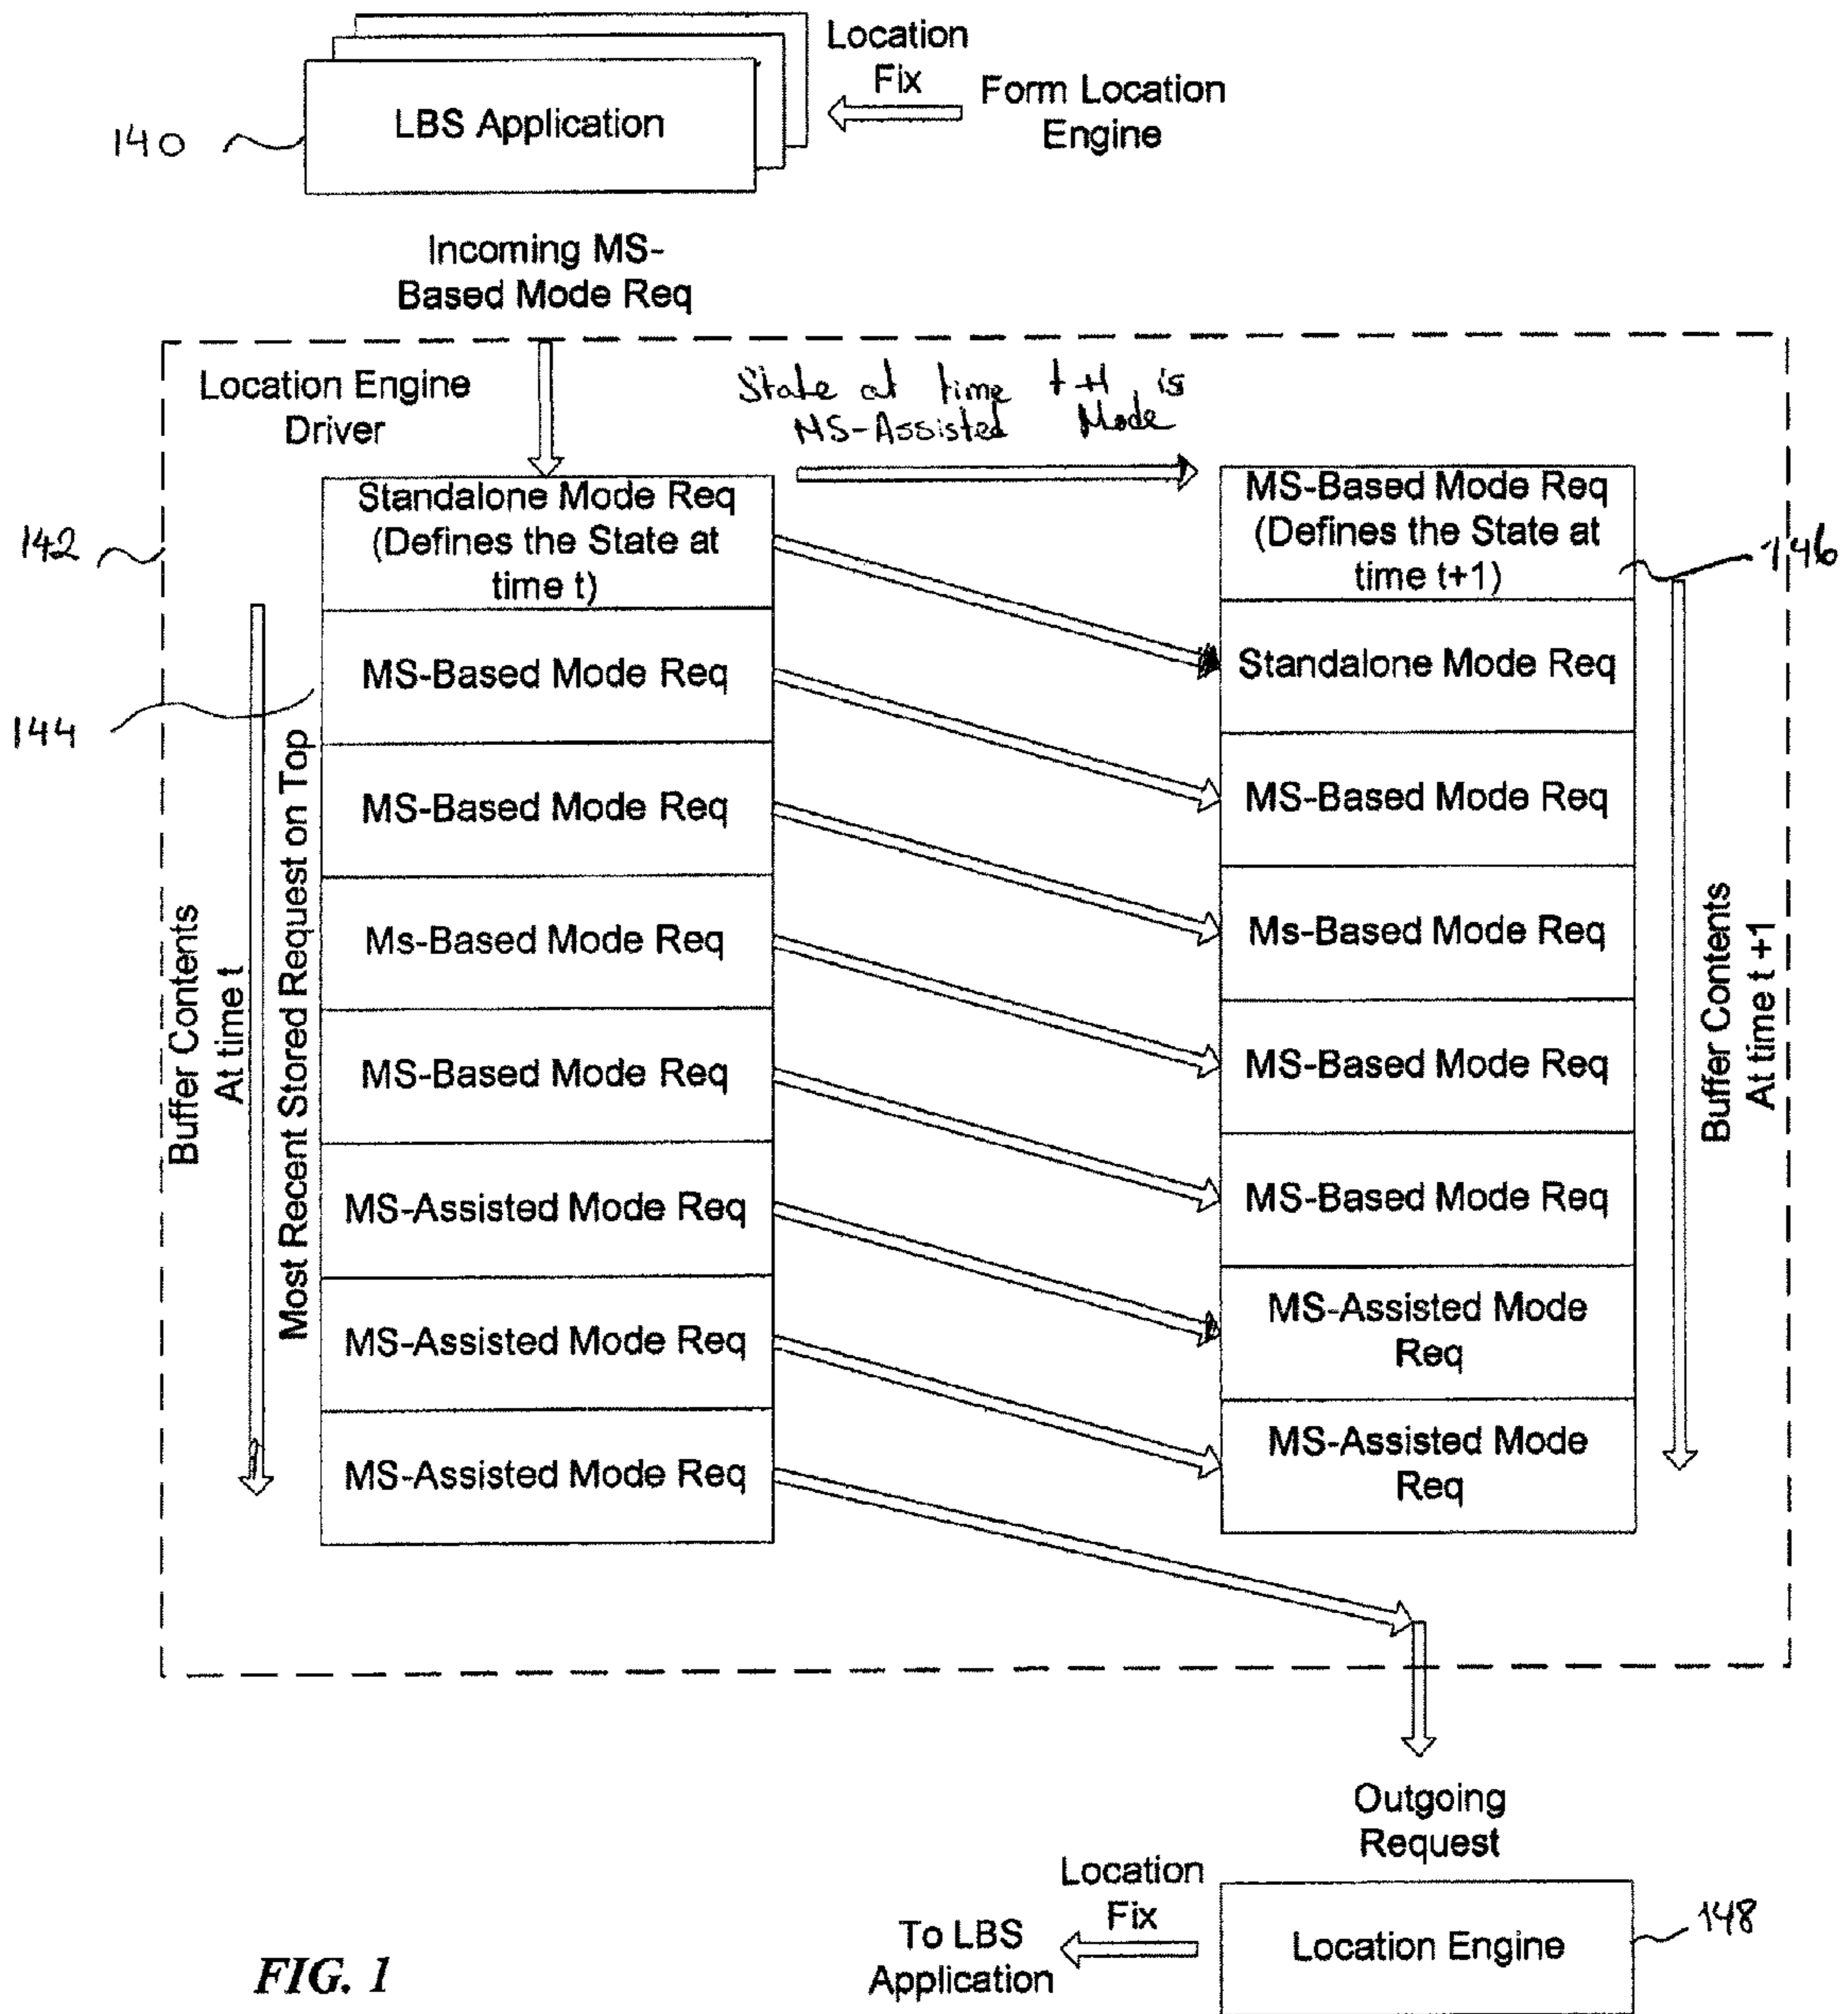 Location
Fix
Form Location
Engine
LBS Application
140
Incoming MS-
Based Mode Req
Location Engine
Driver
State at time t+1 is
MS-Assisted Mode
Standalone Mode Req
(Defines the State at
time t)
MS-Based Mode Req
(Defines the State at
time t+1)
142
146
MS-Based Mode Req
Standalone Mode Req
144
MS-Based Mode Req
MS-Based Mode Req
Ms-Based Mode Req
Ms-Based Mode Req
MS-Based Mode Req
MS-Based Mode Req
MS-Assisted Mode Req
MS-Based Mode Req
MS-Assisted Mode Req
MS-Assisted Mode
Req
MS-Assisted Mode Req
MS-Assisted Mode
Req
Buffer Contents
At time t
Most Recent Stored Request on Top
Buffer Contents
At time t +1
Outgoing
Request
Location
Fix
To LBS
Application
Location Engine
148
FIG. 1